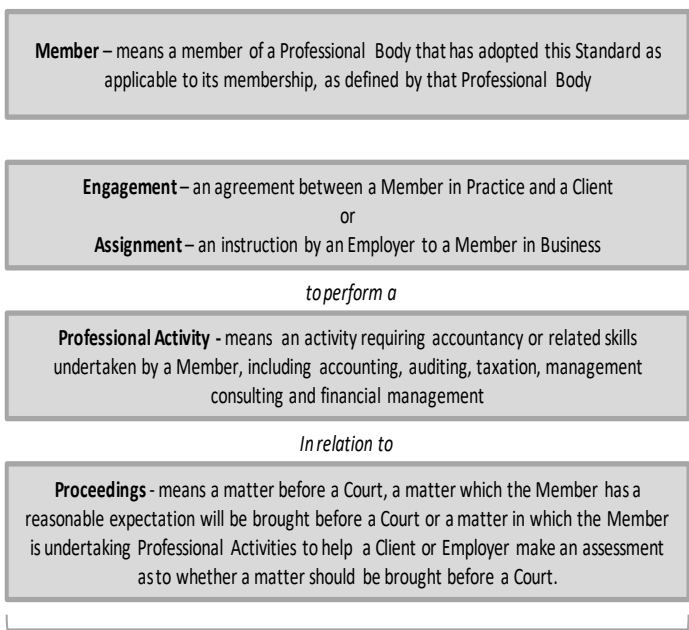 Member – means a member of a Professional Body that has adopted this Standard as
applicable to its membership, as defined by that Professional Body
Engagement – an agreement between a Member in Practice and a Client
or
Assignment – an instruction by an Employer to a Member in Business
to perform a
Professional Activity - means an activity requiring accountancy or related skills
undertaken by a Member, including accounting, auditing, taxation, management
consulting and financial management
In relation to
Proceedings - means a matter before a Court, a matter which the Member has a
reasonable expectation will be brought before a Court or a matter in which the Member
is undertaking Professional Activities to help a Client or Employer make an assessment
as to whether a matter should be brought before a Court.